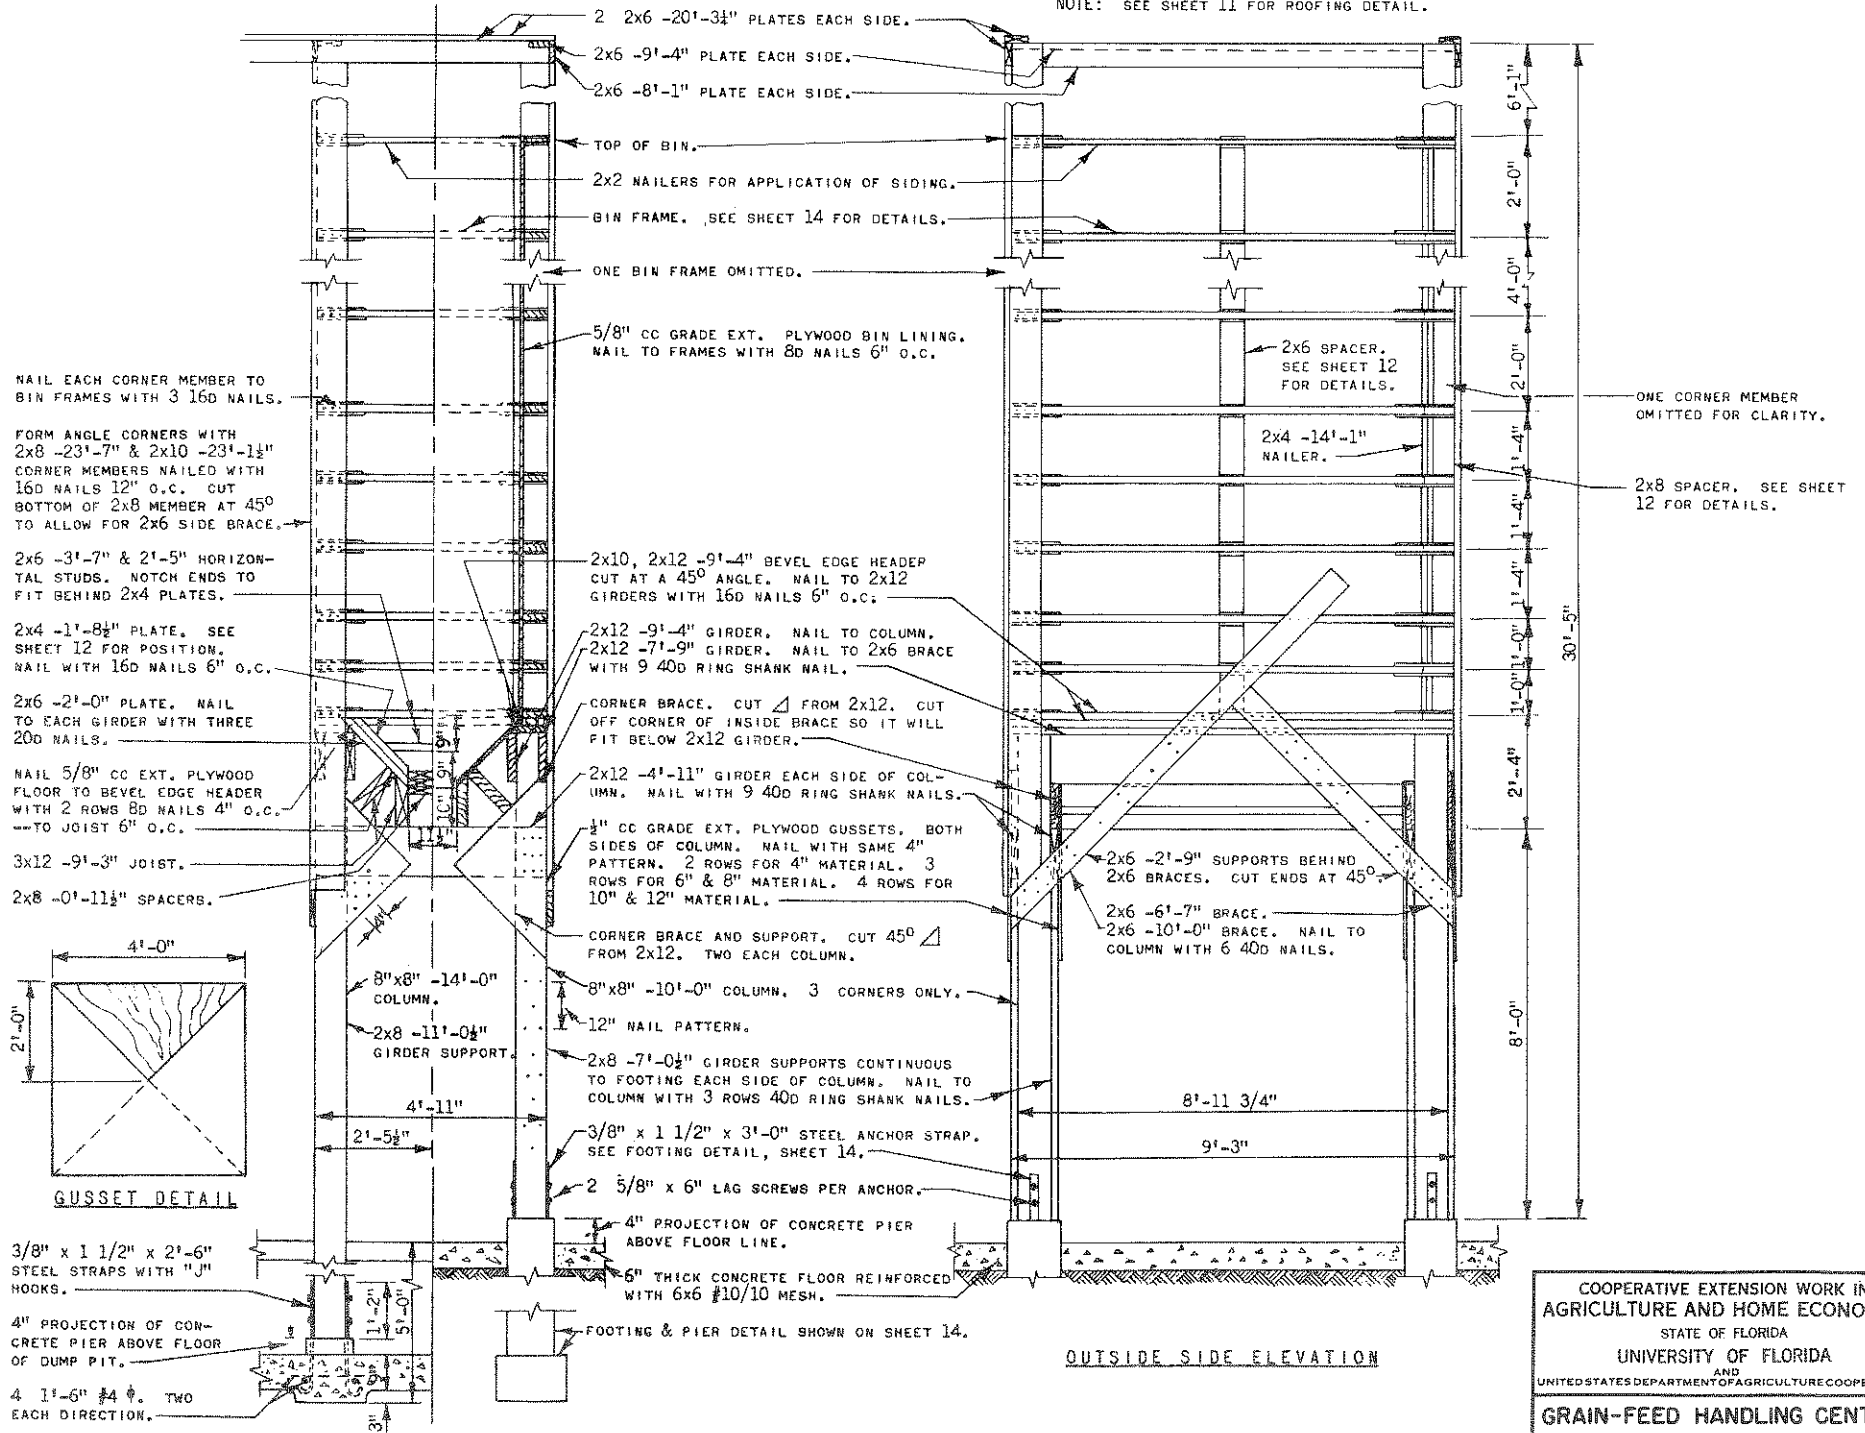 NOTE: SEE SHEET 11 FOR ROOFING DETAIL.
2 2x6 -20'-3¼" PLATES EACH SIDE.
2x6 -9'-4" PLATE EACH SIDE.
2x6 -8'-1" PLATE EACH SIDE.
TOP OF BIN.
2x2 NAILERS FOR APPLICATION OF SIDING.
BIN FRAME. SEE SHEET 14 FOR DETAILS.
ONE BIN FRAME OMITTED.
5/8" CC GRADE EXT. PLYWOOD BIN LINING.
NAIL TO FRAMES WITH 8D NAILS 6" O.C.
NAIL EACH CORNER MEMBER TO
BIN FRAMES WITH 3 16D NAILS.
FORM ANGLE CORNERS WITH
2x8 -23'-7" & 2x10 -23'-1½"
CORNER MEMBERS NAILED WITH
16D NAILS 12" O.C. CUT
BOTTOM OF 2x8 MEMBER AT 45°
TO ALLOW FOR 2x6 SIDE BRACE.
2x6 -3'-7" & 2'-5" HORIZON-
TAL STUDS. NOTCH ENDS TO
FIT BEHIND 2x4 PLATES.
2x4 -1'-8½" PLATE. SEE
SHEET 12 FOR POSITION.
NAIL WITH 16D NAILS 6" O.C.
2x6 -2'-0" PLATE. NAIL
TO EACH GIRDER WITH THREE
20D NAILS.
NAIL 5/8" CC EXT. PLYWOOD
FLOOR TO BEVEL EDGE HEADER
WITH 2 ROWS 8D NAILS 4" O.C.
--TO JOIST 6" O.C.
3x12 -9'-3" JOIST.
2x8 -0'-11½" SPACERS.
2x10, 2x12 -9'-4" BEVEL EDGE HEADER
CUT AT A 45° ANGLE. NAIL TO 2x12
GIRDERS WITH 16D NAILS 6" O.C.
2x12 -9'-4" GIRDER. NAIL TO COLUMN.
2x12 -7'-9" GIRDER. NAIL TO 2x6 BRACE
WITH 9 40D RING SHANK NAIL.
CORNER BRACE. CUT ⊿ FROM 2x12. CUT
OFF CORNER OF INSIDE BRACE SO IT WILL
FIT BELOW 2x12 GIRDER.
2x12 -4'-11" GIRDER EACH SIDE OF COL-
UMN. NAIL WITH 9 40D RING SHANK NAILS.
½" CC GRADE EXT. PLYWOOD GUSSETS. BOTH
SIDES OF COLUMN. NAIL WITH SAME 4"
PATTERN. 2 ROWS FOR 4" MATERIAL. 3
ROWS FOR 6" & 8" MATERIAL. 4 ROWS FOR
10" & 12" MATERIAL.
CORNER BRACE AND SUPPORT. CUT 45° ⊿
FROM 2x12. TWO EACH COLUMN.
8"x8" -10'-0" COLUMN. 3 CORNERS ONLY.
12" NAIL PATTERN.
2x8 -7'-0½" GIRDER SUPPORTS CONTINUOUS
TO FOOTING EACH SIDE OF COLUMN. NAIL TO
COLUMN WITH 3 ROWS 40D RING SHANK NAILS.
3/8" x 1 1/2" x 3'-0" STEEL ANCHOR STRAP.
SEE FOOTING DETAIL, SHEET 14.
2 5/8" x 6" LAG SCREWS PER ANCHOR.
4" PROJECTION OF CONCRETE PIER
ABOVE FLOOR LINE.
6" THICK CONCRETE FLOOR REINFORCED
WITH 6x6 #10/10 MESH.
FOOTING & PIER DETAIL SHOWN ON SHEET 14.
9"
9"
10"
11½"
4"
8"x8" -14'-0"
COLUMN.
2x8 -11'-0½"
GIRDER SUPPORT.
4'-11"
2'-5½"
4'-0"
2'-0"
GUSSET DETAIL
3/8" x 1 1/2" x 2'-6"
STEEL STRAPS WITH "J"
HOOKS.
4" PROJECTION OF CON-
CRETE PIER ABOVE FLOOR
OF DUMP PIT.
4 1'-6" #4 ϕ. TWO
EACH DIRECTION.
1'-2"
5'-0"
9"
3"
2x6 SPACER.
SEE SHEET 12
FOR DETAILS.
2x4 -14'-1"
NAILER.
ONE CORNER MEMBER
OMITTED FOR CLARITY.
2x8 SPACER. SEE SHEET
12 FOR DETAILS.
2x6 -2'-9" SUPPORTS BEHIND
2x6 BRACES. CUT ENDS AT 45°.
2x6 -6'-7" BRACE.
2x6 -10'-0" BRACE. NAIL TO
COLUMN WITH 6 40D NAILS.
6'-1"
2'-0"
4'-0"
2'-0"
1'-4"
1'-4"
1'-4"
1'-0"
1'-0"
2'-4"
8'-0"
30'-5"
8'-11 3/4"
9'-3"
OUTSIDE SIDE ELEVATION
COOPERATIVE EXTENSION WORK IN
AGRICULTURE AND HOME ECONO
STATE OF FLORIDA
UNIVERSITY OF FLORIDA
AND
UNITED STATES DEPARTMENT OF AGRICULTURE COOPE
GRAIN-FEED HANDLING CENT